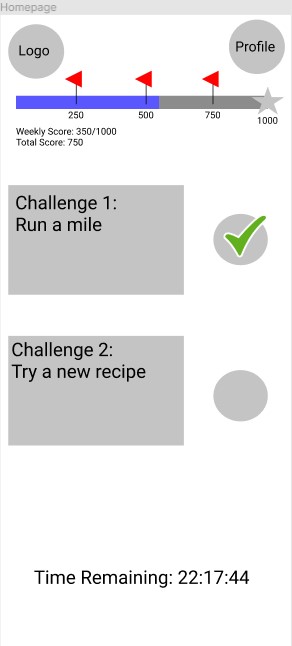 Homepage
Logo
Profile
250
500
750
1000
Weekly Score: 350/1000
Total Score: 750
Challenge 1:
Run a mile
Challenge 2:
Try a new recipe
Time Remaining: 22:17:44